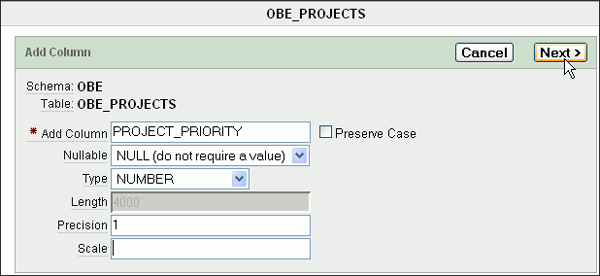 OBE_PROJECTS
Add Column
Cancel
Next >
Schema: OBE
Table: OBE_PROJECTS
* Add Column PROJECT_PRIORITY Preserve Case
Nullable NULL (do not require a value)
Type NUMBER
Length 4000
Precision 1
Scale